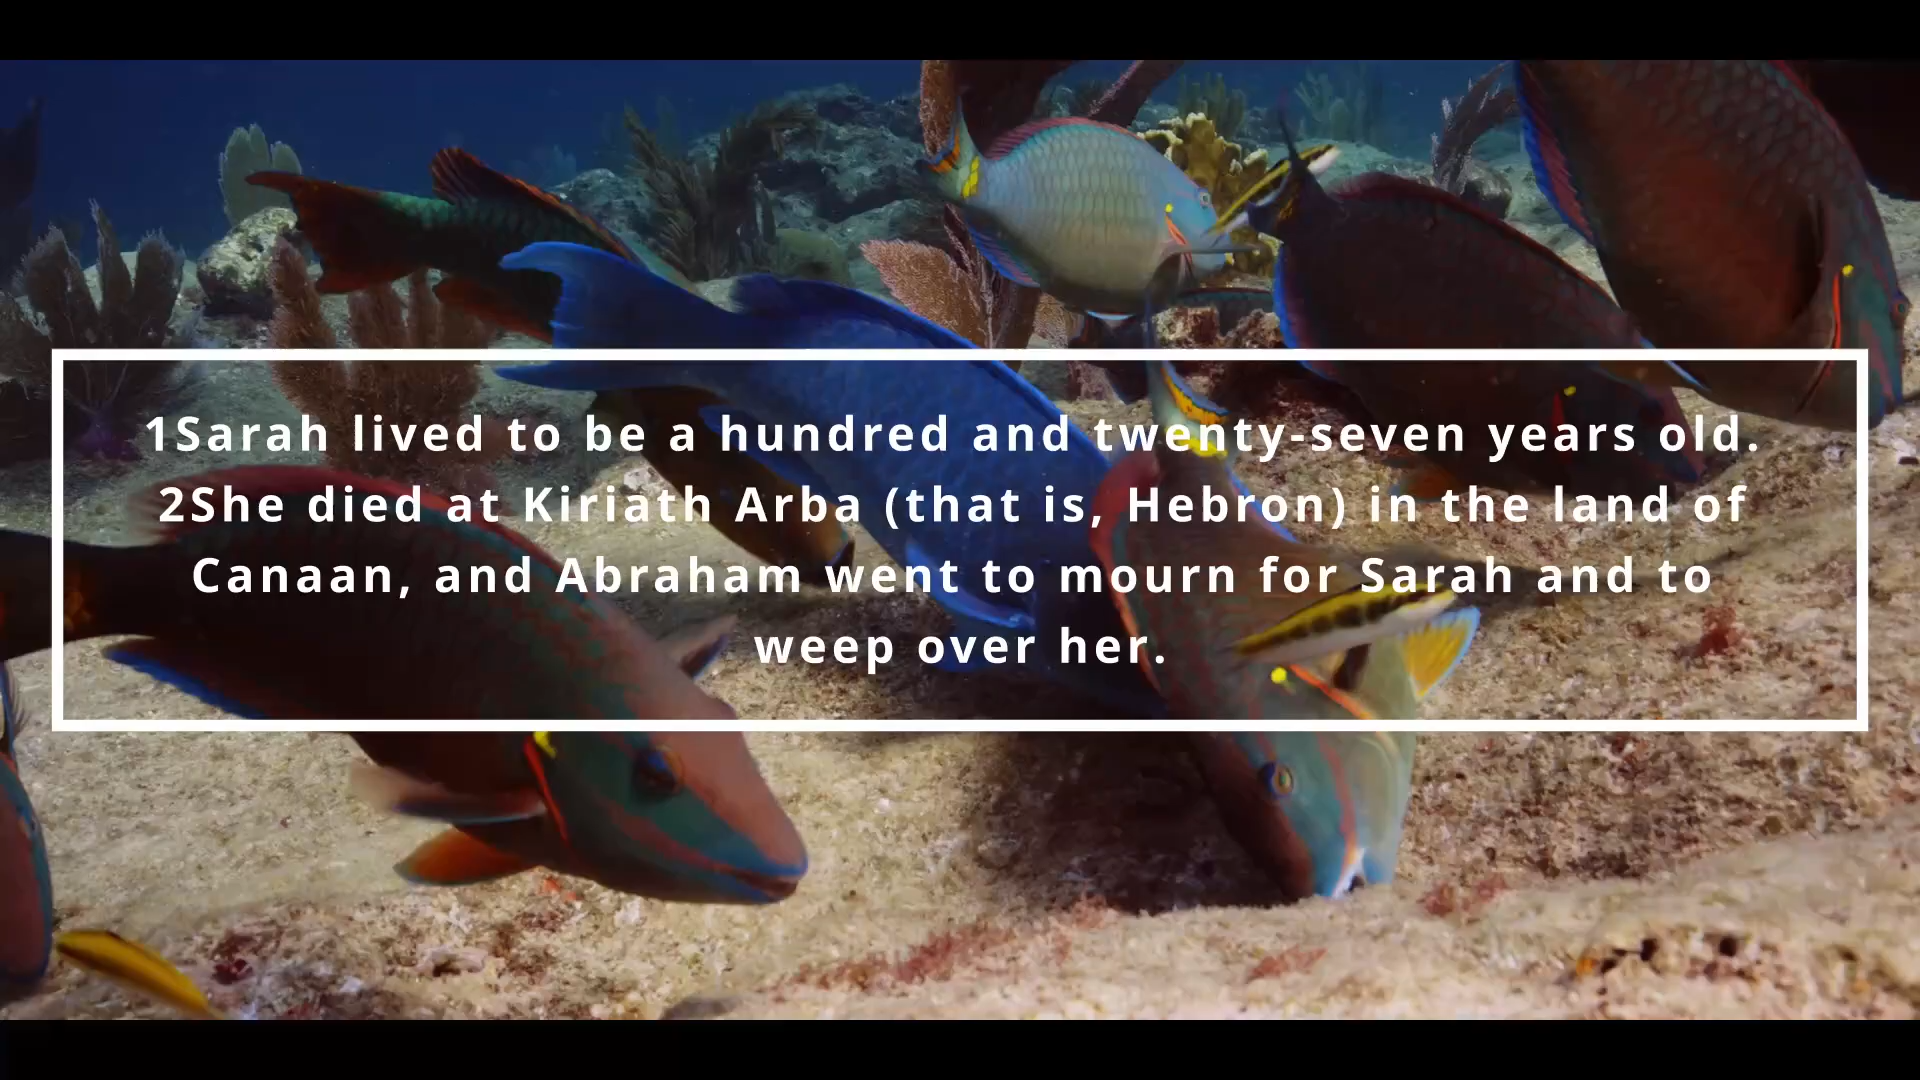 1Sarah lived to be a hundred and twenty-seven years old.
2She died at Kiriath Arba (that is, Hebron) in the land of
Canaan, and Abraham went to mourn for Sarah and to
weep over her.